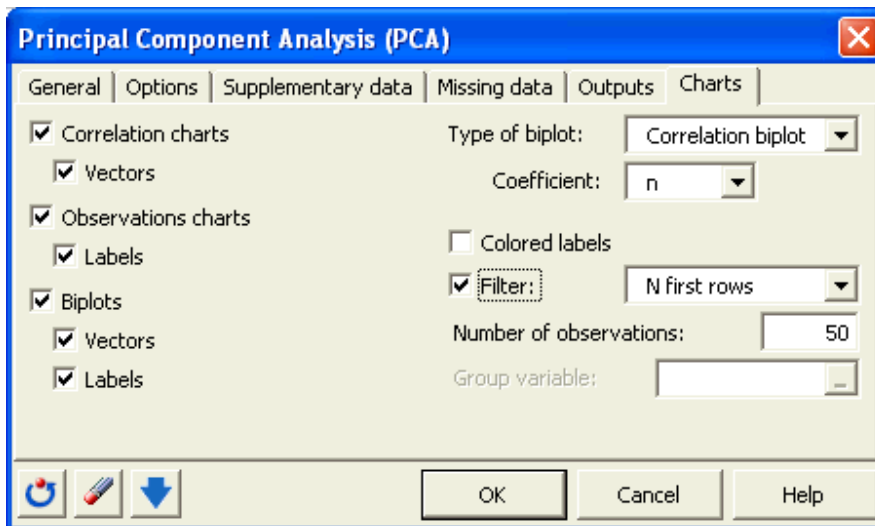 Principal Component Analysis (PCA)
General Options Supplementary data Missing data Outputs Charts
Correlation charts
Vectors
Observations charts
Labels
Biplots
Vectors
Labels
Type of biplot: Correlation biplot
Coefficient: n
Colored labels
Filter: N first rows
Number of observations: 50
Group variable: _
OK Cancel Help